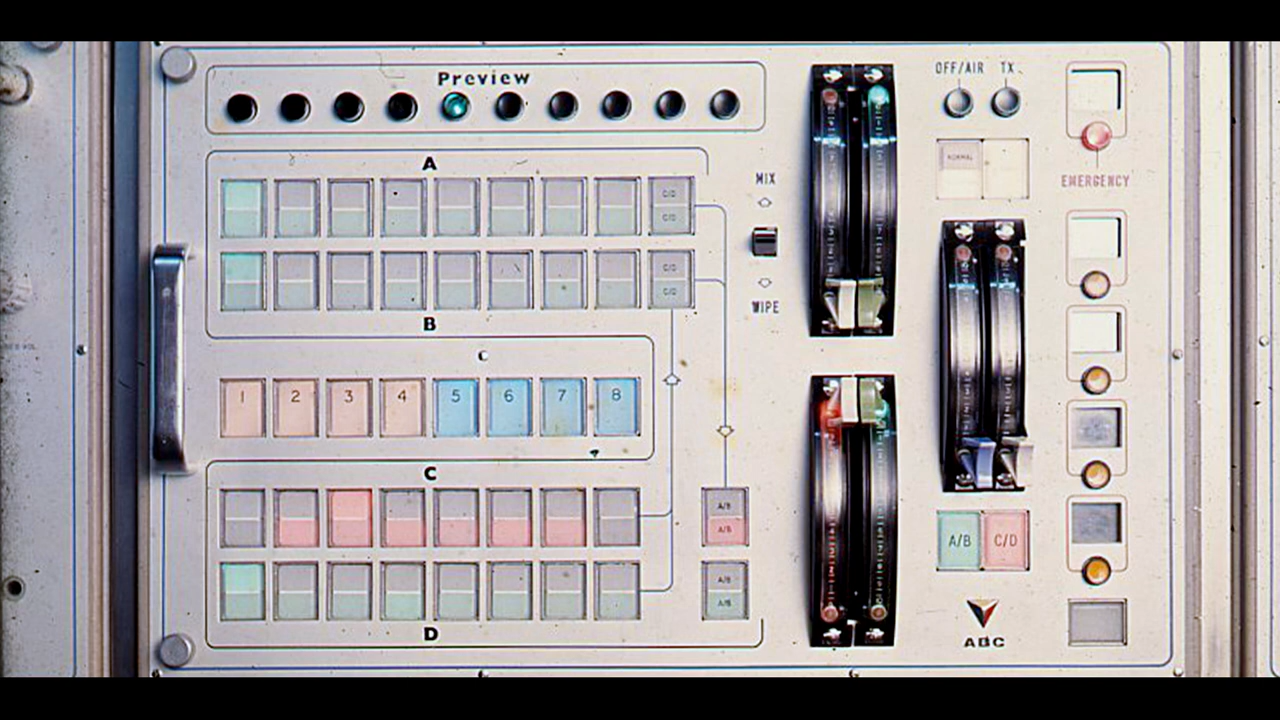 Preview
OFF/AIR TX
A
NORMAL
C/D
C/D
MIX
EMERGENCY
C/D
C/D
WIPE
B
1 2 3 4 5 6 7 8
C
A/B
A/B
A/B C/D
A/B
A/B
D
ABC